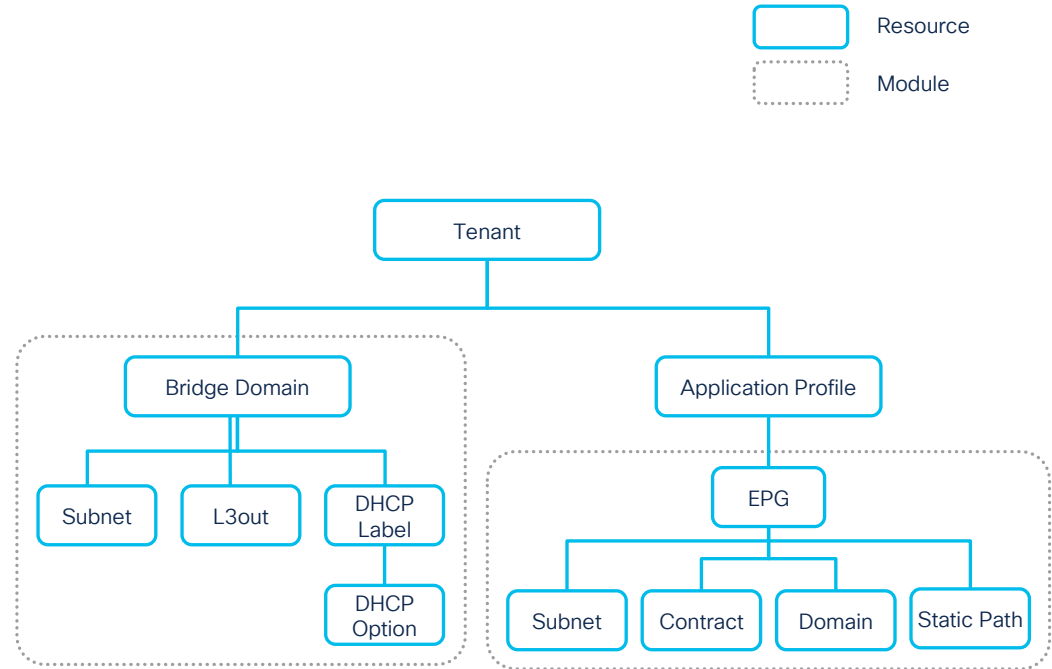 Resource
Module
Tenant
Bridge Domain
Application Profile
Subnet
L3out
DHCP
Label
EPG
DHCP
Option
Subnet
Contract
Domain
Static Path